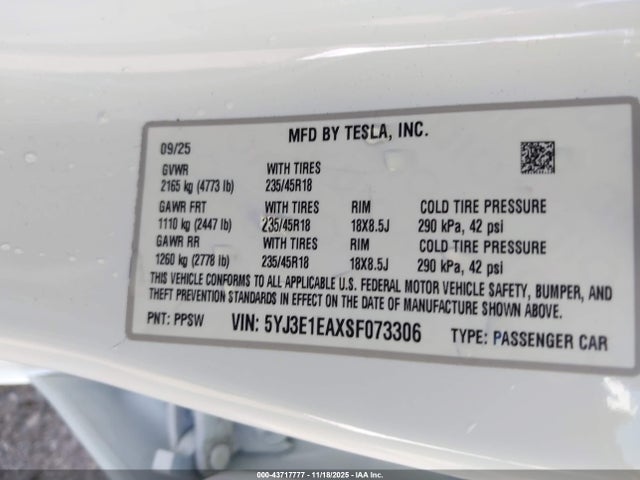 MFD BY TESLA, INC.
09/25
GVWR WITH TIRES
2165 kg (4773 lb) 235/45R18
GAWR FRT WITH TIRES RIM COLD TIRE PRESSURE
1110 kg (2447 lb) 235/45R18 18X8.5J 290 kPa, 42 psi
GAWR RR WITH TIRES RIM COLD TIRE PRESSURE
1260 kg (2778 lb) 235/45R18 18X8.5J 290 kPa, 42 psi
THIS VEHICLE CONFORMS TO ALL APPLICABLE U.S. FEDERAL MOTOR VEHICLE SAFETY, BUMPER, AND
THEFT PREVENTION STANDARDS IN EFFECT ON THE DATE OF MANUFACTURE SHOWN ABOVE.
PNT: PPSW VIN: 5YJ3E1EAXSF073306 TYPE: PASSENGER CAR
000-43717777 - 11/18/2025 - IAA Inc.